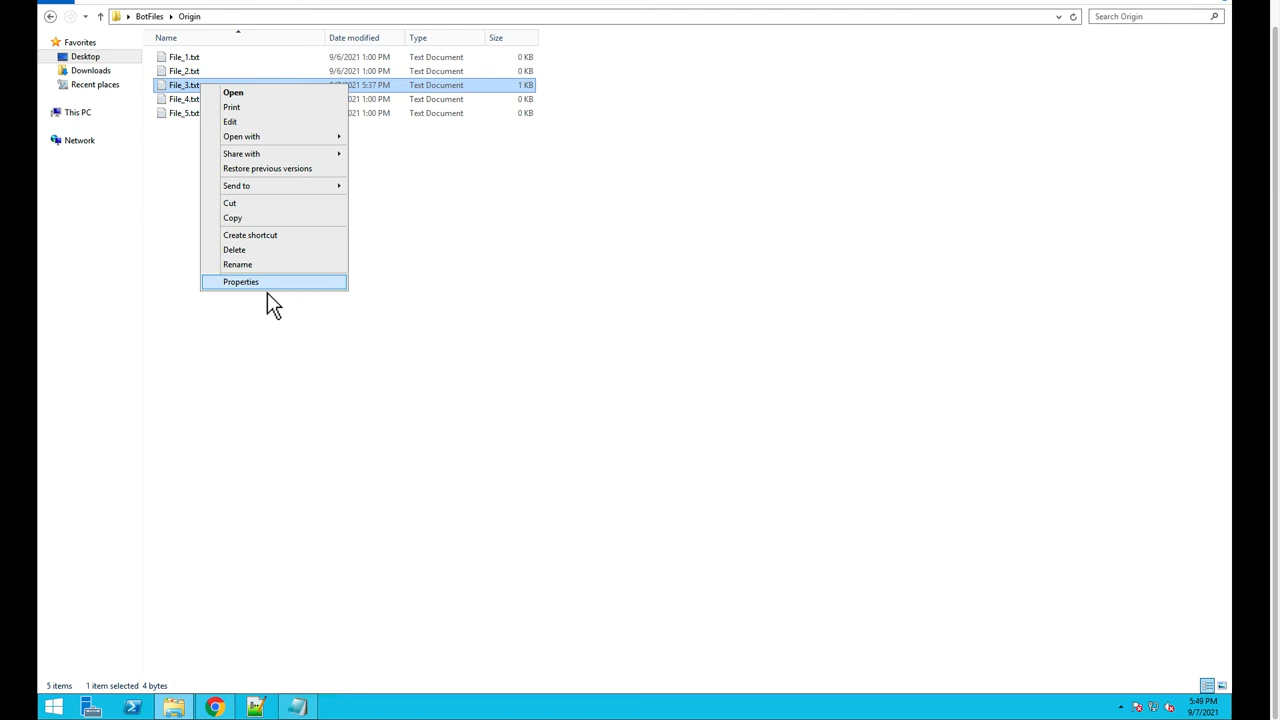 BotFiles Origin Search Origin
Name Date modified Type Size
Favorites
Desktop
Downloads
Recent places
This PC
Network
File_1.txt 9/6/2021 1:00 PM Text Document 0 KB
File_2.txt 9/6/2021 1:00 PM Text Document 0 KB
File_3.txt 5:37 PM Text Document 1 KB
File_4.txt 1:00 PM Text Document 0 KB
File_5.txt 1:00 PM Text Document 0 KB
Open
Print
Edit
Open with
Share with
Restore previous versions
Send to
Cut
Copy
Create shortcut
Delete
Rename
Properties
5 items 1 item selected 4 bytes
5:49 PM
9/7/2021